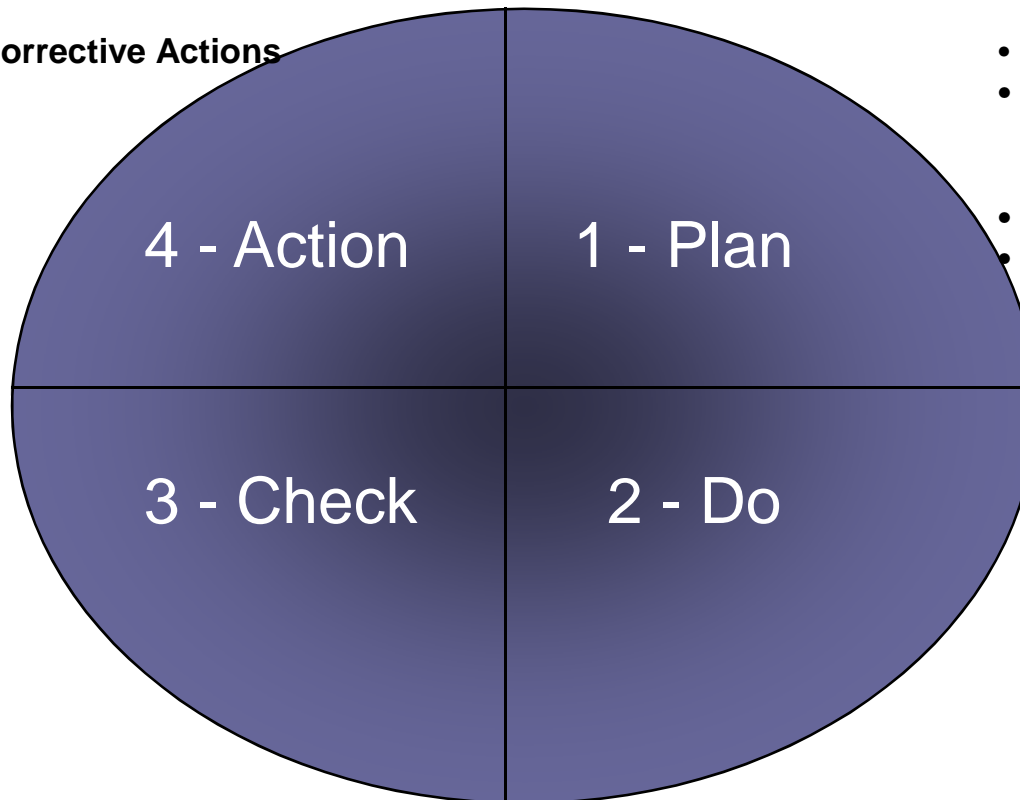 orrective Actions
4 - Action
1 - Plan
3 - Check
2 - Do